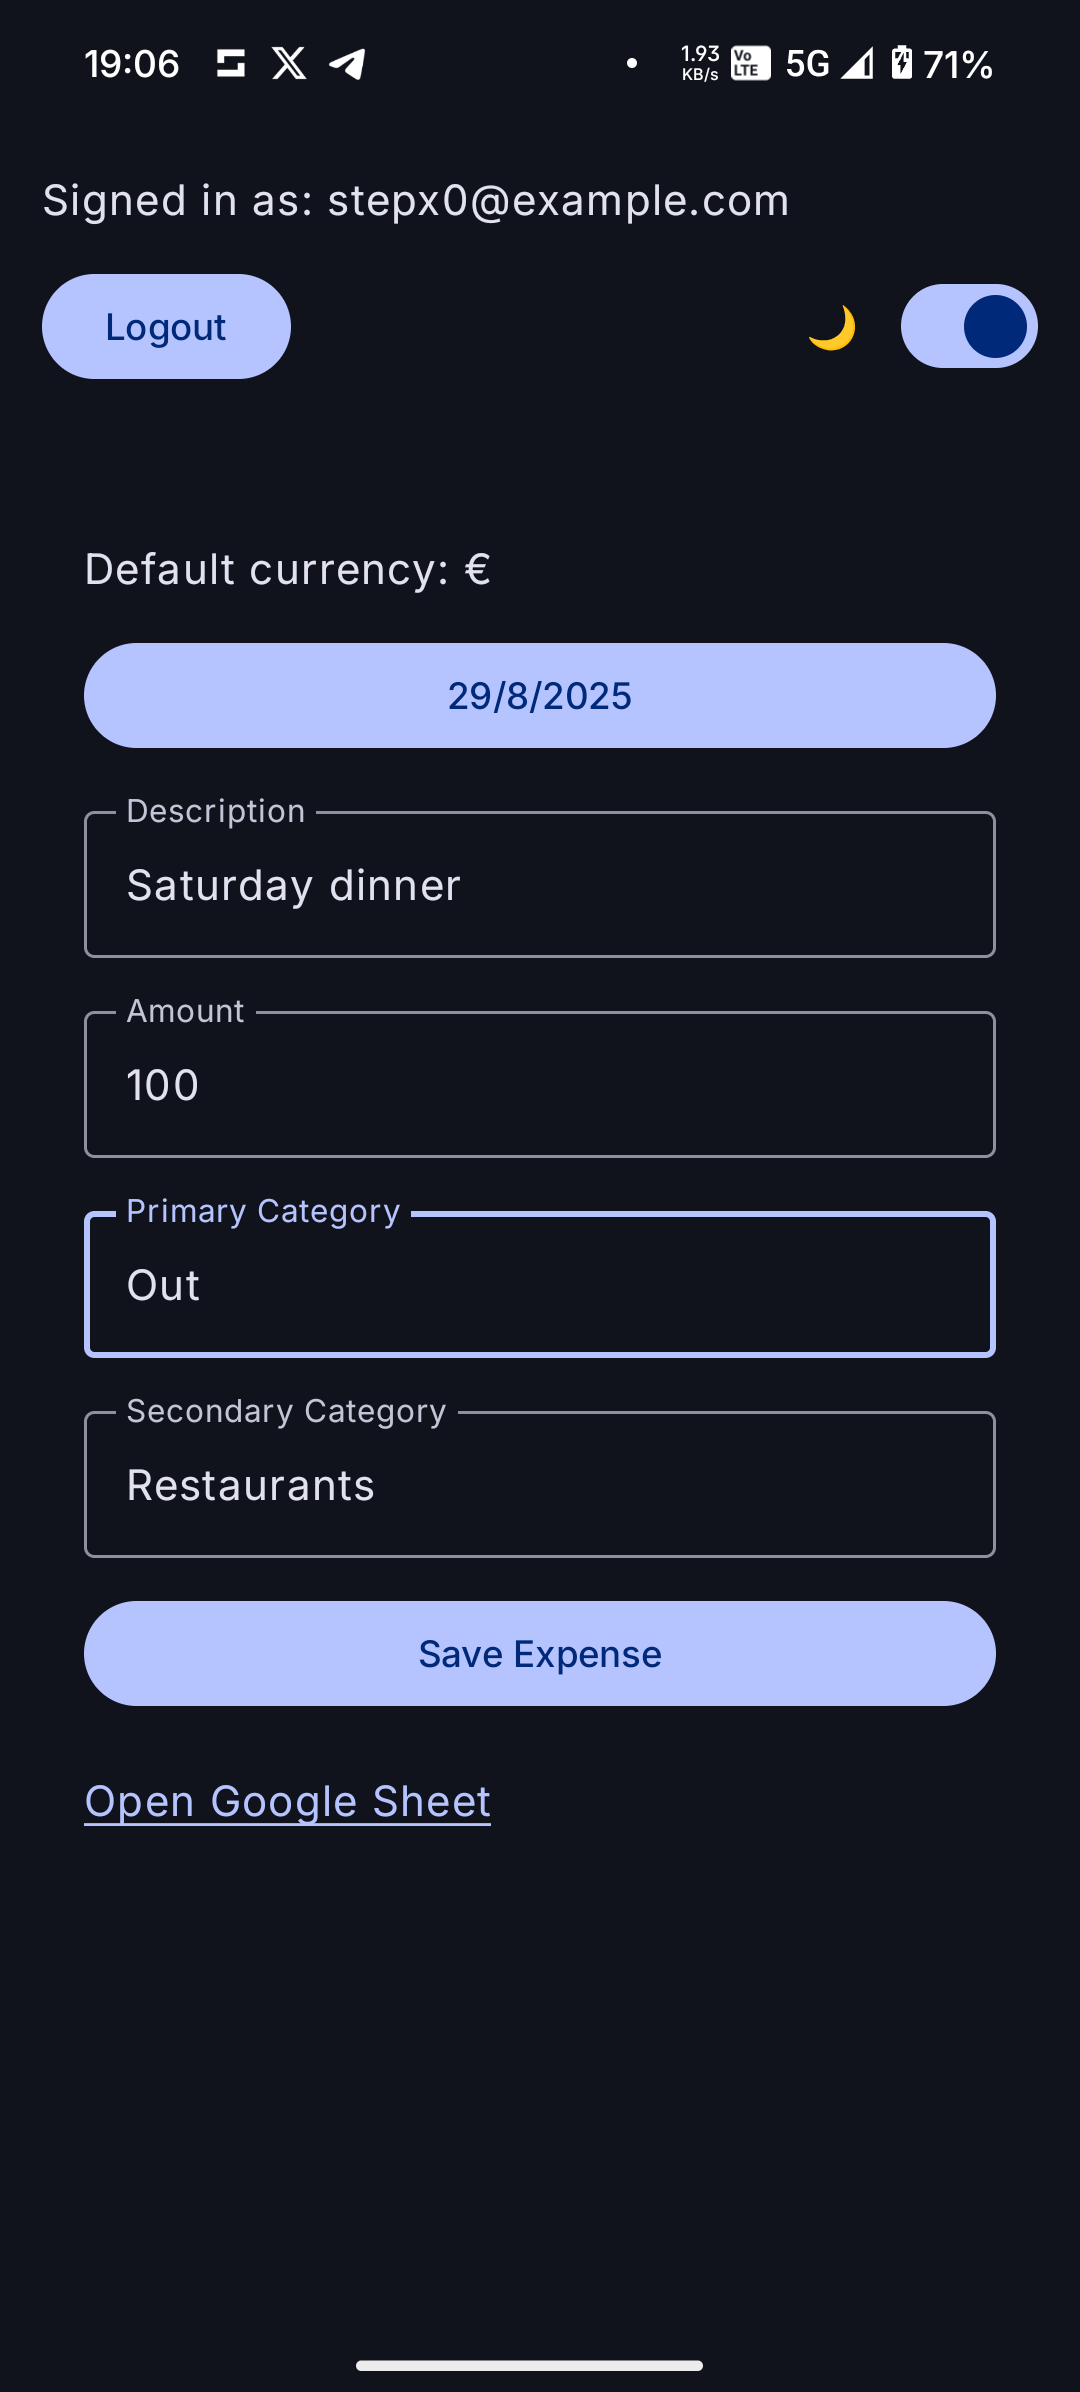 19:06 1.93 KB/s Vo LTE 5G 71%
Signed in as: stepx0@example.com
Logout
Default currency: €
29/8/2025
Description
Saturday dinner
Amount
100
Primary Category
Out
Secondary Category
Restaurants
Save Expense
Open Google Sheet